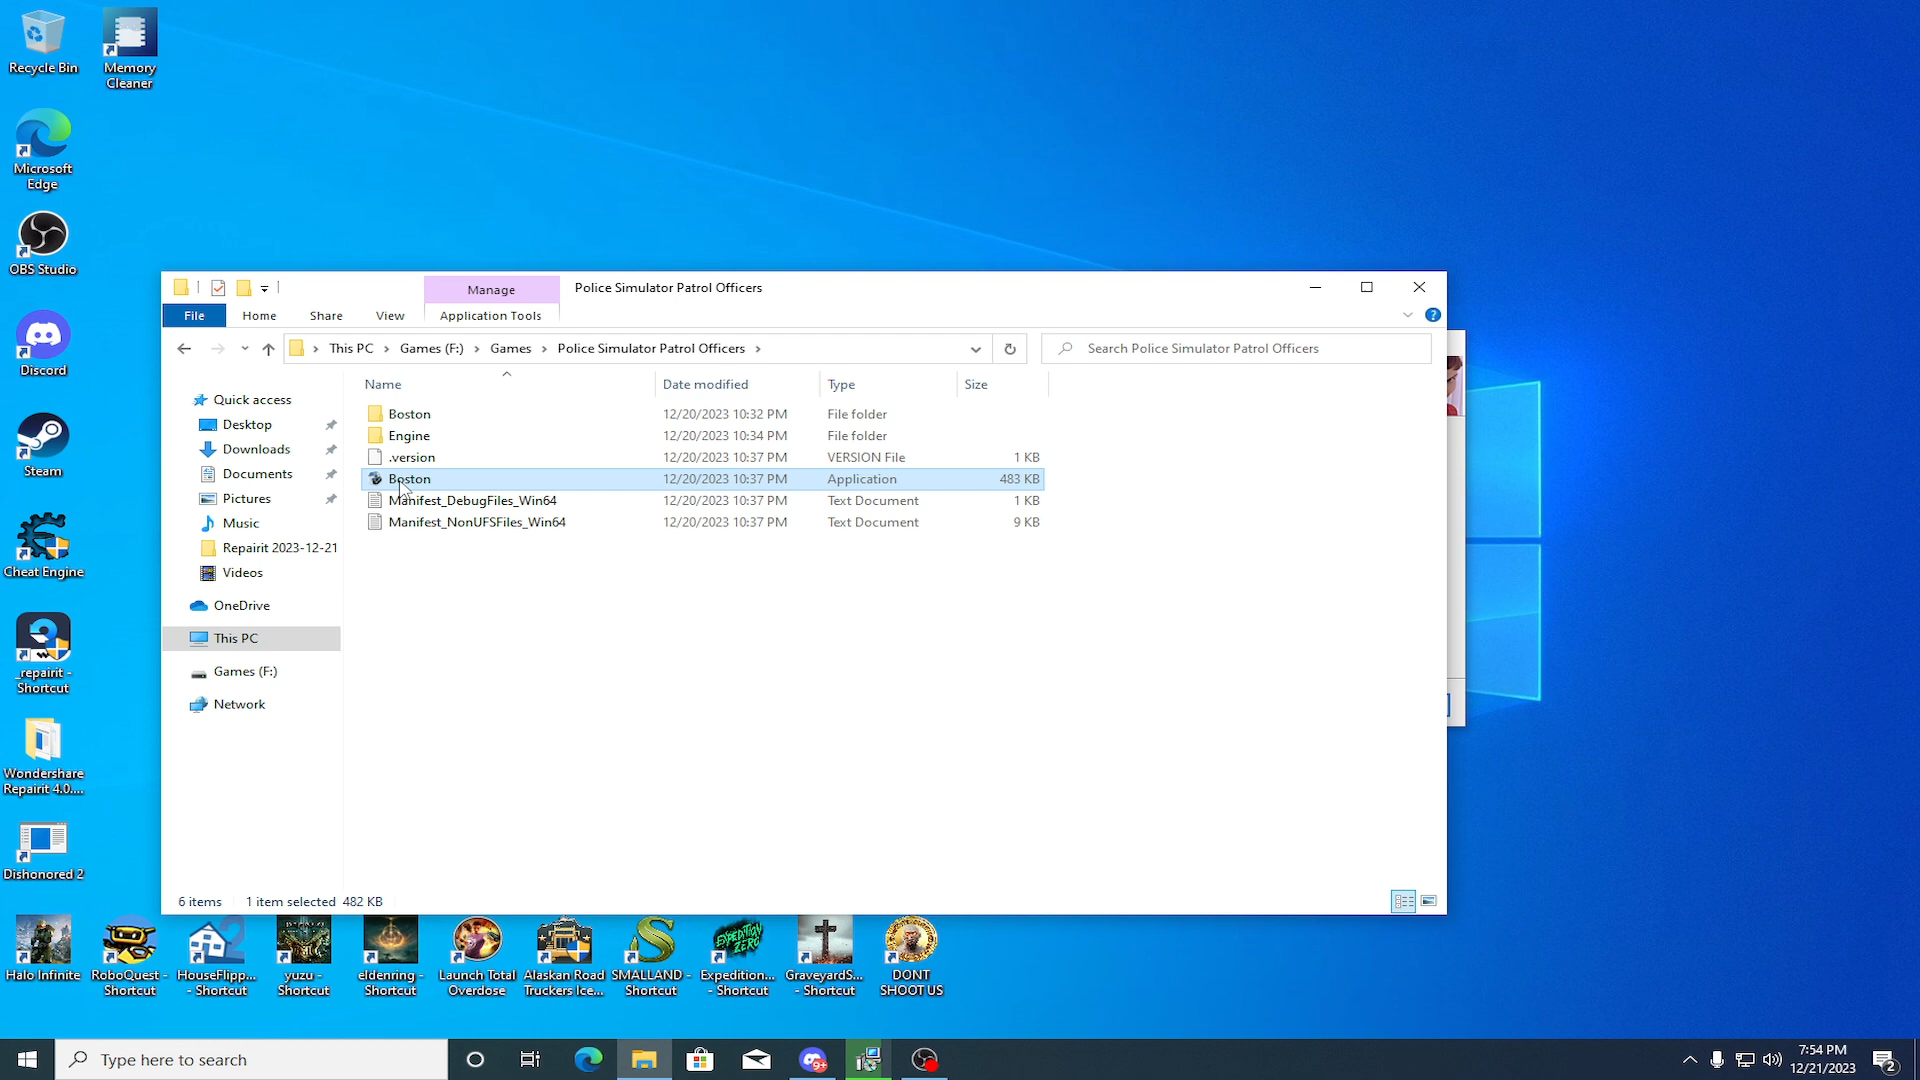 Recycle Bin
Memory
Cleaner
Microsoft
Edge
OBS Studio
Discord
Steam
Cheat Engine
_repairit -
Shortcut
Wondershare
Repairit 4.0....
Dishonored 2
Manage
Police Simulator Patrol Officers
File
Home
Share
View
Application Tools
This PC > Games (F:) > Games > Police Simulator Patrol Officers >
Search Police Simulator Patrol Officers
Quick access
Desktop
Downloads
Documents
Pictures
Music
Repairit 2023-12-21
Videos
OneDrive
This PC
Games (F:)
Network
Name Date modified Type Size
Boston 12/20/2023 10:32 PM File folder
Engine 12/20/2023 10:34 PM File folder
.version 12/20/2023 10:37 PM VERSION File 1 KB
Boston 12/20/2023 10:37 PM Application 483 KB
Manifest_DebugFiles_Win64 12/20/2023 10:37 PM Text Document 1 KB
Manifest_NonUFSFiles_Win64 12/20/2023 10:37 PM Text Document 9 KB
6 items 1 item selected 482 KB
Halo Infinite
RoboQuest -
Shortcut
HouseFlipp...
- Shortcut
yuzu -
Shortcut
eldenring -
Shortcut
Launch Total
Overdose
Alaskan Road
Truckers Ice...
SMALLAND -
Shortcut
EXPEDITION
ZERO
Expedition...
- Shortcut
GraveyardS...
- Shortcut
DONT
SHOOT US
Type here to search
9+
7:54 PM
12/21/2023
2